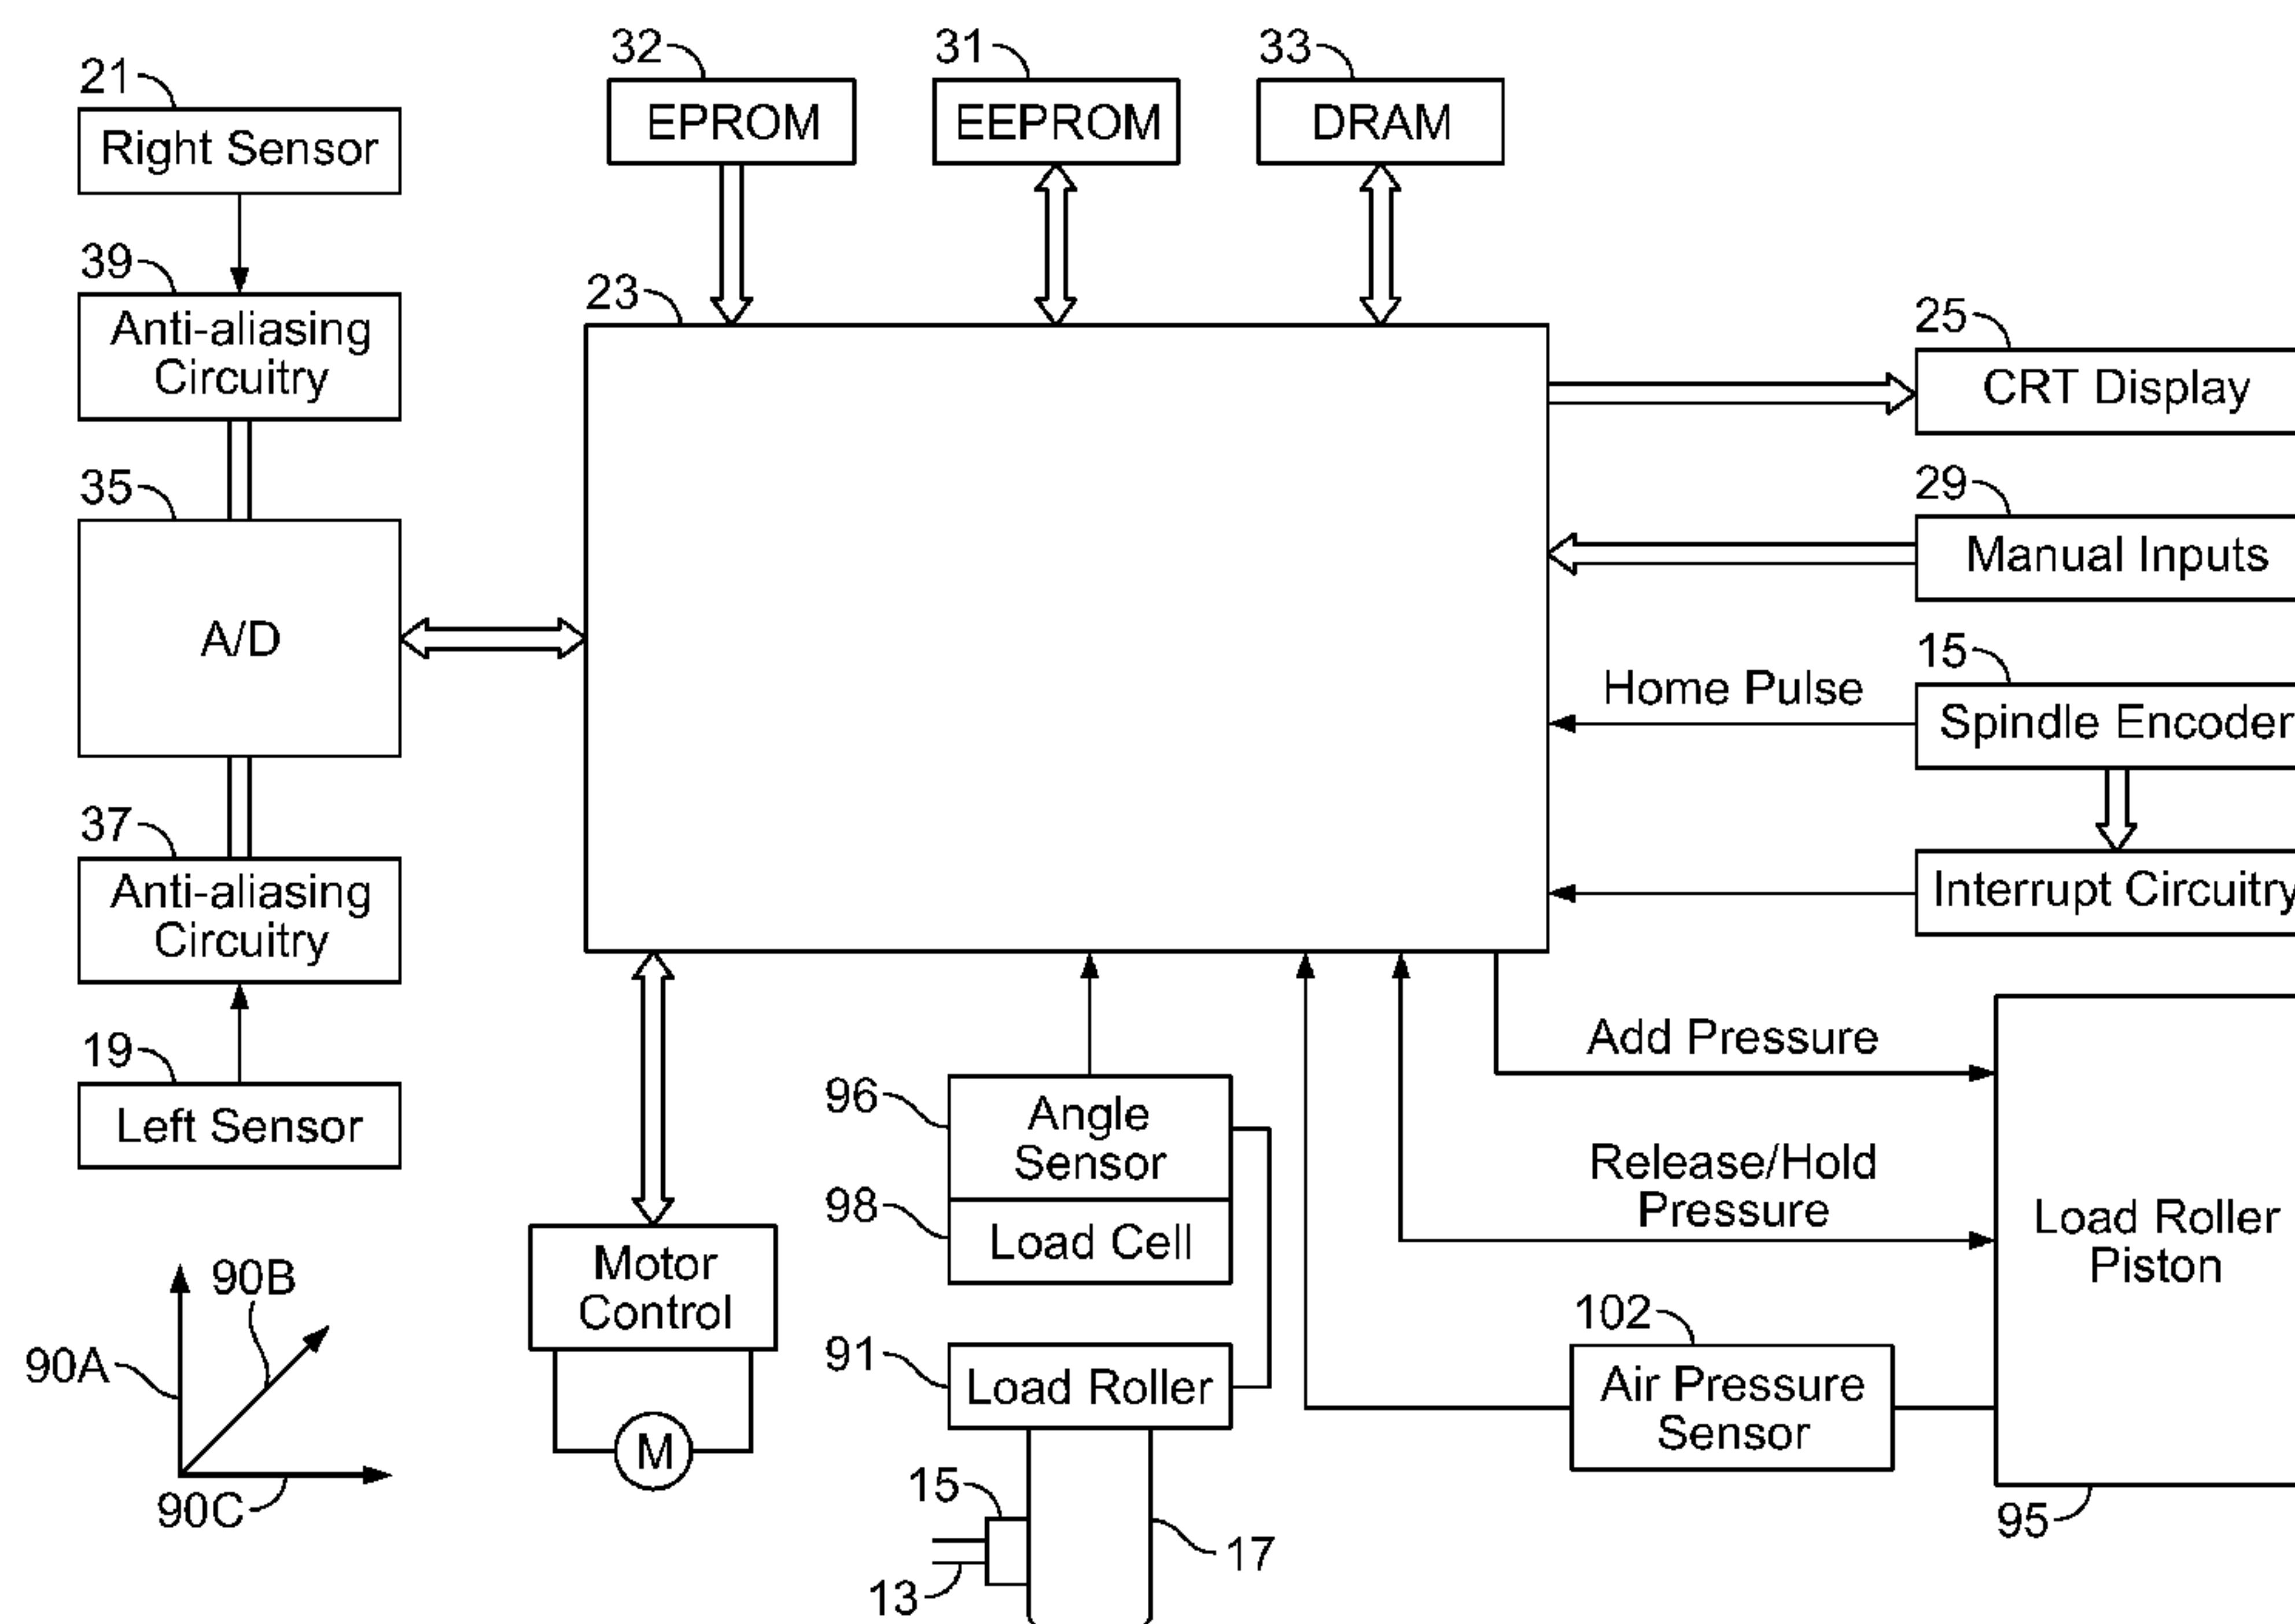 32
31
33
21
EPROM
EEPROM
DRAM
Right Sensor
39
23
25
Anti-aliasing
Circuitry
CRT Display
35
29
A/D
Manual Inputs
15
Home Pulse
Spindle Encoder
37
Anti-aliasing
Circuitry
Interrupt Circuitry
19
Left Sensor
96
Angle
Sensor
98
Load Cell
Add Pressure
Release/Hold
Pressure
Load Roller
Piston
90B
90A
90C
Motor
Control
M
91
Load Roller
102
Air Pressure
Sensor
95
15
13
17